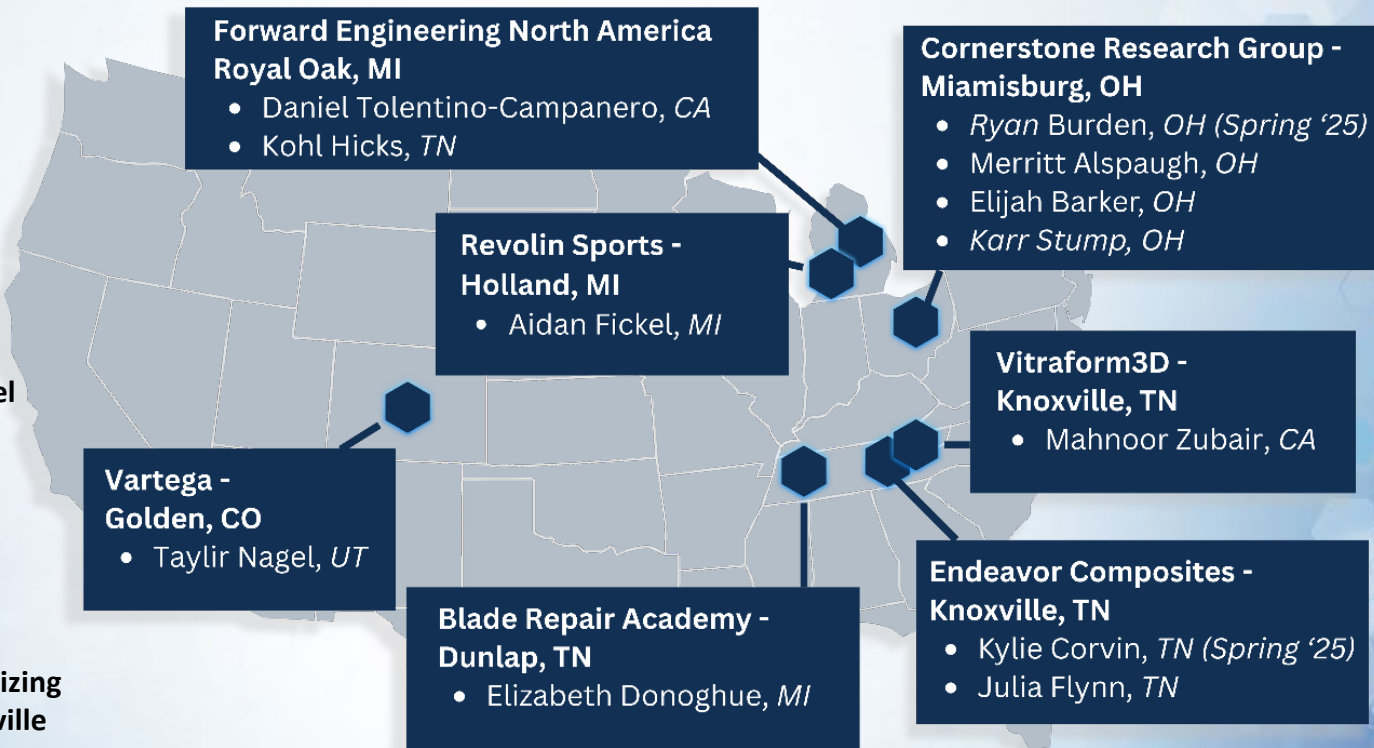 Forward Engineering North America
Royal Oak, MI
• Daniel Tolentino-Campanero, CA
• Kohl Hicks, TN
Cornerstone Research Group -
Miamisburg, OH
• Ryan Burden, OH (Spring ‘25)
• Merritt Alspaugh, OH
• Elijah Barker, OH
• Karr Stump, OH
Revolin Sports -
Holland, MI
• Aidan Fickel, MI
Vitraform3D -
Knoxville, TN
• Mahnoor Zubair, CA
el
Vartega -
Golden, CO
• Taylir Nagel, UT
Endeavor Composites -
Knoxville, TN
• Kylie Corvin, TN (Spring ‘25)
• Julia Flynn, TN
Blade Repair Academy -
Dunlap, TN
• Elizabeth Donoghue, MI
izing
ville